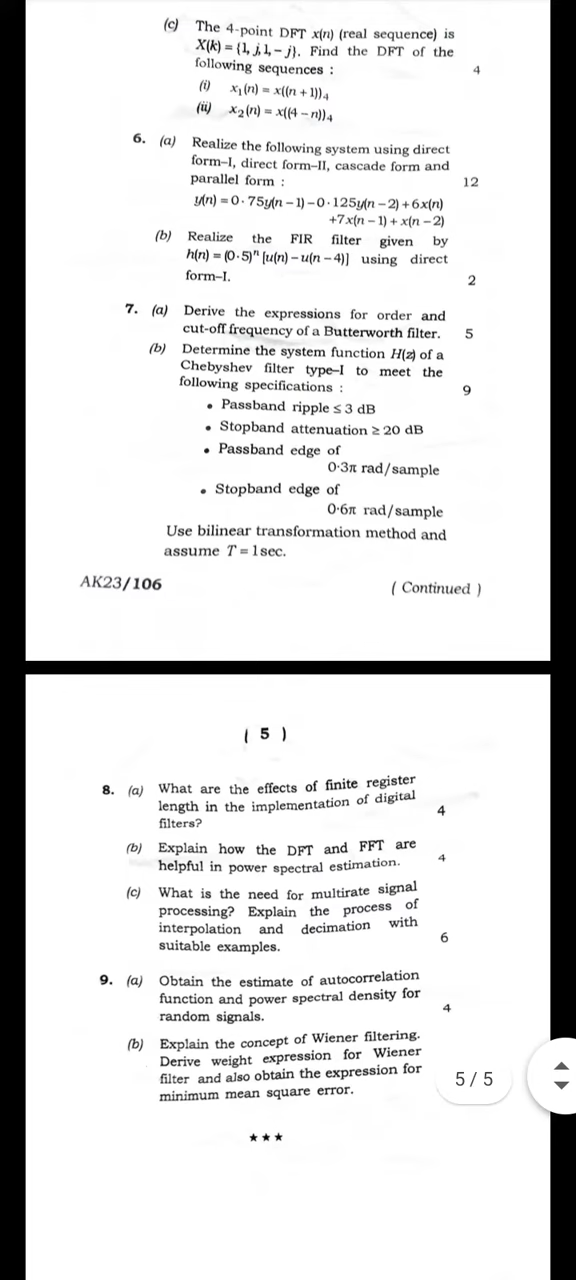 (c) The 4-point DFT x(n) (real sequence) is
X(k) = {1, j, 1, – j}. Find the DFT of the
following sequences : 4
(i) x₁(n) = x((n + 1))₄
(ii) x₂(n) = x((4 – n))₄
6. (a) Realize the following system using direct
form–I, direct form–II, cascade form and
parallel form : 12
y(n) = 0·75y(n – 1) – 0·125y(n – 2) + 6x(n)
+7x(n – 1) + x(n – 2)
(b) Realize the FIR filter given by
h(n) = (0·5)ⁿ [u(n) – u(n – 4)] using direct
form–I. 2
7. (a) Derive the expressions for order and
cut-off frequency of a Butterworth filter. 5
(b) Determine the system function H(z) of a
Chebyshev filter type–I to meet the
following specifications : 9
• Passband ripple ≤ 3 dB
• Stopband attenuation ≥ 20 dB
• Passband edge of
0·3π rad/sample
• Stopband edge of
0·6π rad/sample
Use bilinear transformation method and
assume T = 1 sec.
AK23/106 ( Continued )
( 5 )
8. (a) What are the effects of finite register
length in the implementation of digital
filters? 4
(b) Explain how the DFT and FFT are
helpful in power spectral estimation. 4
(c) What is the need for multirate signal
processing? Explain the process of
interpolation and decimation with
suitable examples. 6
9. (a) Obtain the estimate of autocorrelation
function and power spectral density for
random signals. 4
(b) Explain the concept of Wiener filtering.
Derive weight expression for Wiener
filter and also obtain the expression for
minimum mean square error.
5 / 5
★★★